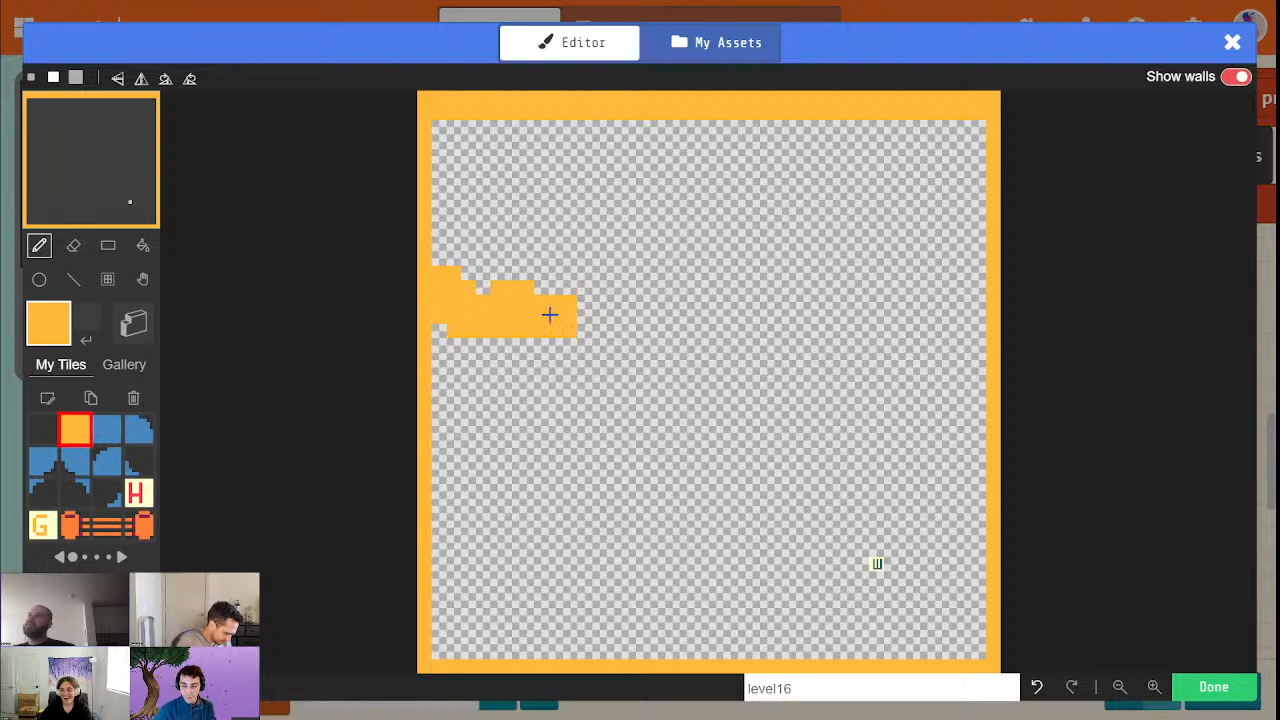 Editor
My Assets
Show walls
My Tiles
Gallery
H
G
W
level16
Done